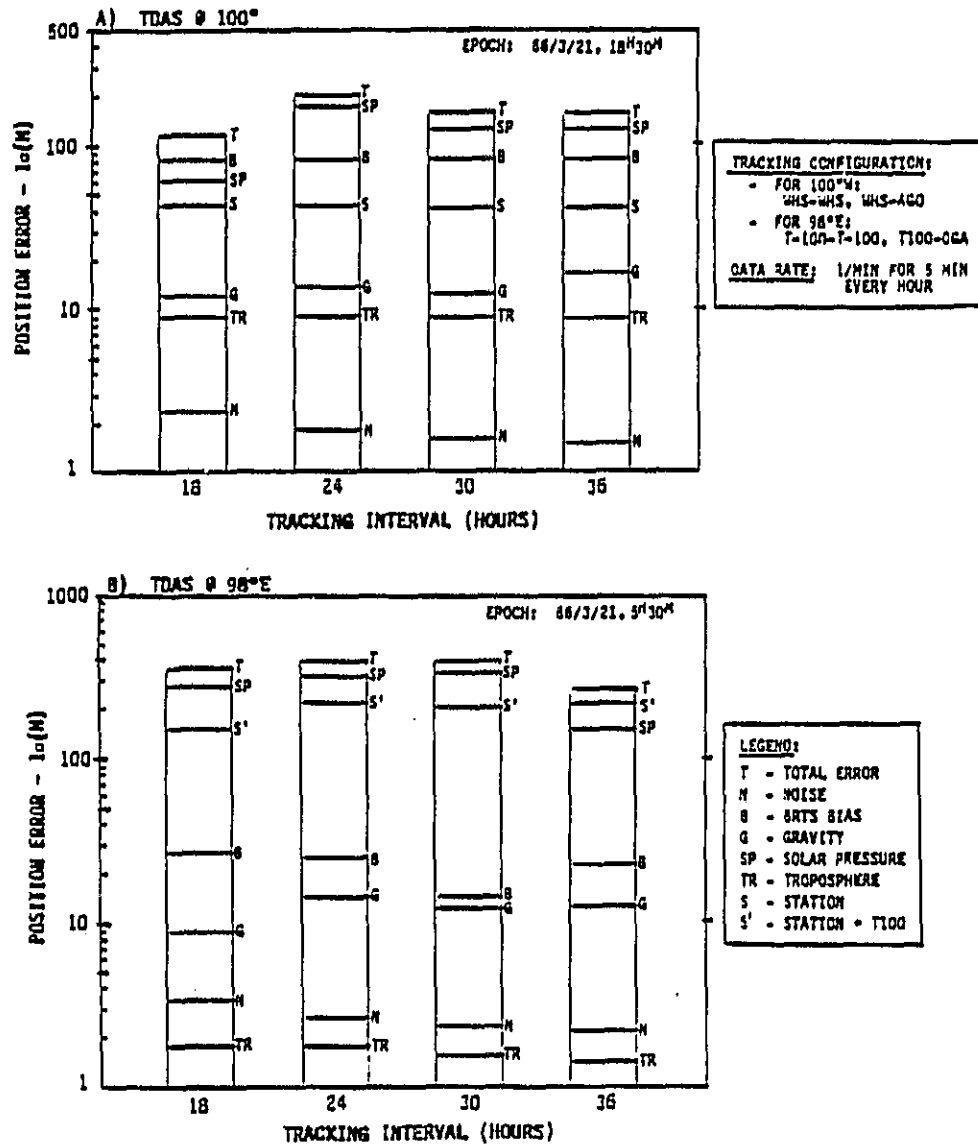 A) TDAS @ 100°
EPOCH: 86/3/21, 18ᴴ30ᴹ
500
100
10
1
POSITION ERROR - 1σ(M)
T
B
SP
S
G
TR
N
T
SP
B
S
G
TR
N
T
SP
B
S
G
TR
N
T
SP
B
S
G
TR
N
18 24 30 36
TRACKING INTERVAL (HOURS)
TRACKING CONFIGURATION:
- FOR 100°W:
WHS-WHS, WHS-AGO
- FOR 98°E:
T-100-T-100, T100-OGA
DATA RATE: 1/MIN FOR 5 MIN
EVERY HOUR
B) TDAS @ 98°E
EPOCH: 86/3/21, 5ᴴ30ᴹ
1000
100
10
1
POSITION ERROR - 1σ(M)
T
SP
S'
B
G
N
TR
T
SP
S'
B
G
N
TR
T
SP
S'
B
G
N
TR
T
S'
SP
B
G
N
TR
18 24 30 36
TRACKING INTERVAL (HOURS)
LEGEND:
T - TOTAL ERROR
N - NOISE
B - BRTS BIAS
G - GRAVITY
SP - SOLAR PRESSURE
TR - TROPOSPHERE
S - STATION
S' - STATION + T100